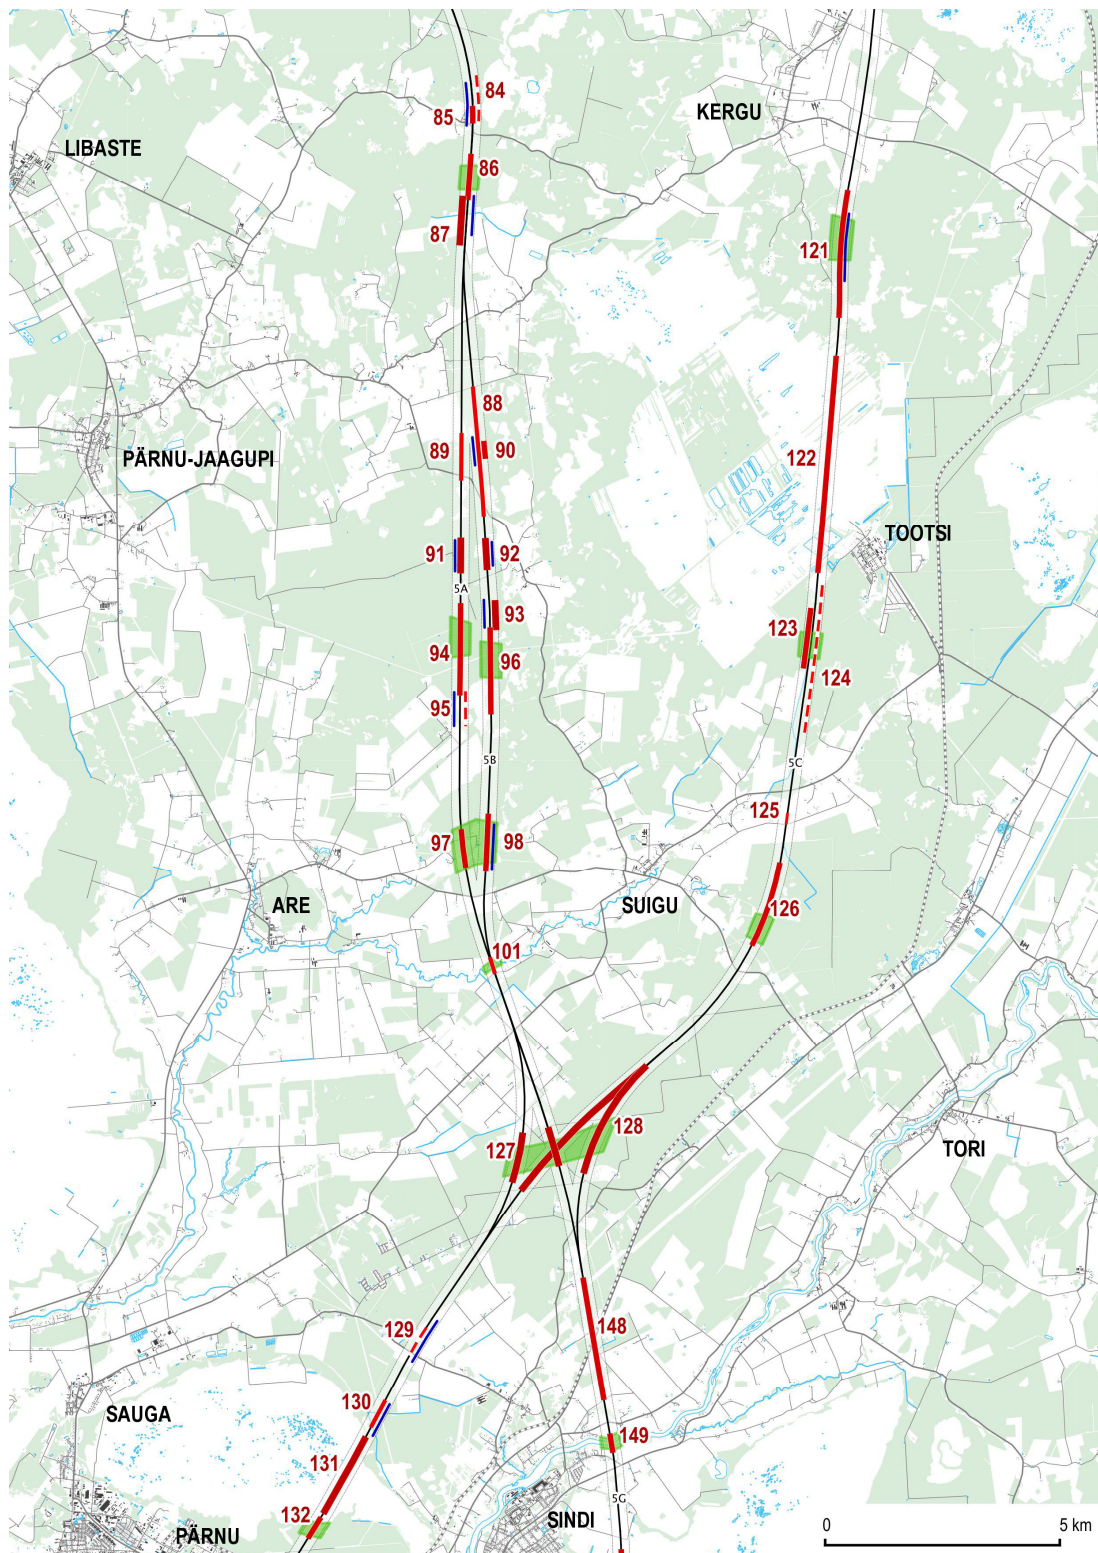 84
KERGU
85
LIBASTE
86
87
121
88
89
90
PÄRNU-JAAGUPI
122
TOOTSI
91
92
5A
93
123
94
96
124
95
5B
5C
125
97
98
ARE
SUIGU
126
101
128
127
TORI
148
129
130
SAUGA
149
131
5G
132
SINDI
PÄRNU
0
5 km